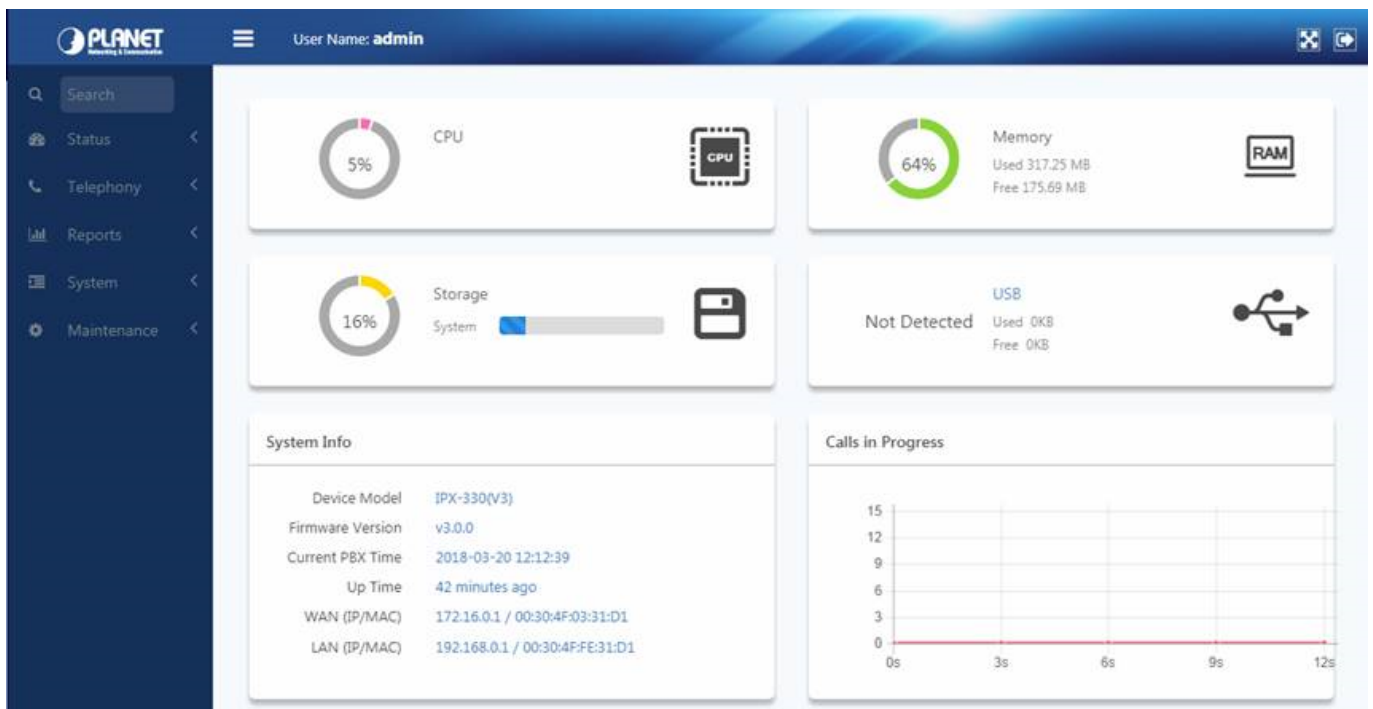 PLANET
Networking & Communication
User Name: admin
Search
Status
Telephony
Reports
System
Maintenance
5%
CPU
CPU
64%
Memory
Used 317.25 MB
Free 175.69 MB
RAM
16%
Storage
System
Not Detected
USB
Used 0KB
Free 0KB
System Info
Device Model IPX-330(V3)
Firmware Version v3.0.0
Current PBX Time 2018-03-20 12:12:39
Up Time 42 minutes ago
WAN (IP/MAC) 172.16.0.1 / 00:30:4F:03:31:D1
LAN (IP/MAC) 192.168.0.1 / 00:30:4F:FE:31:D1
Calls in Progress
15
12
9
6
3
0
0s 3s 6s 9s 12s